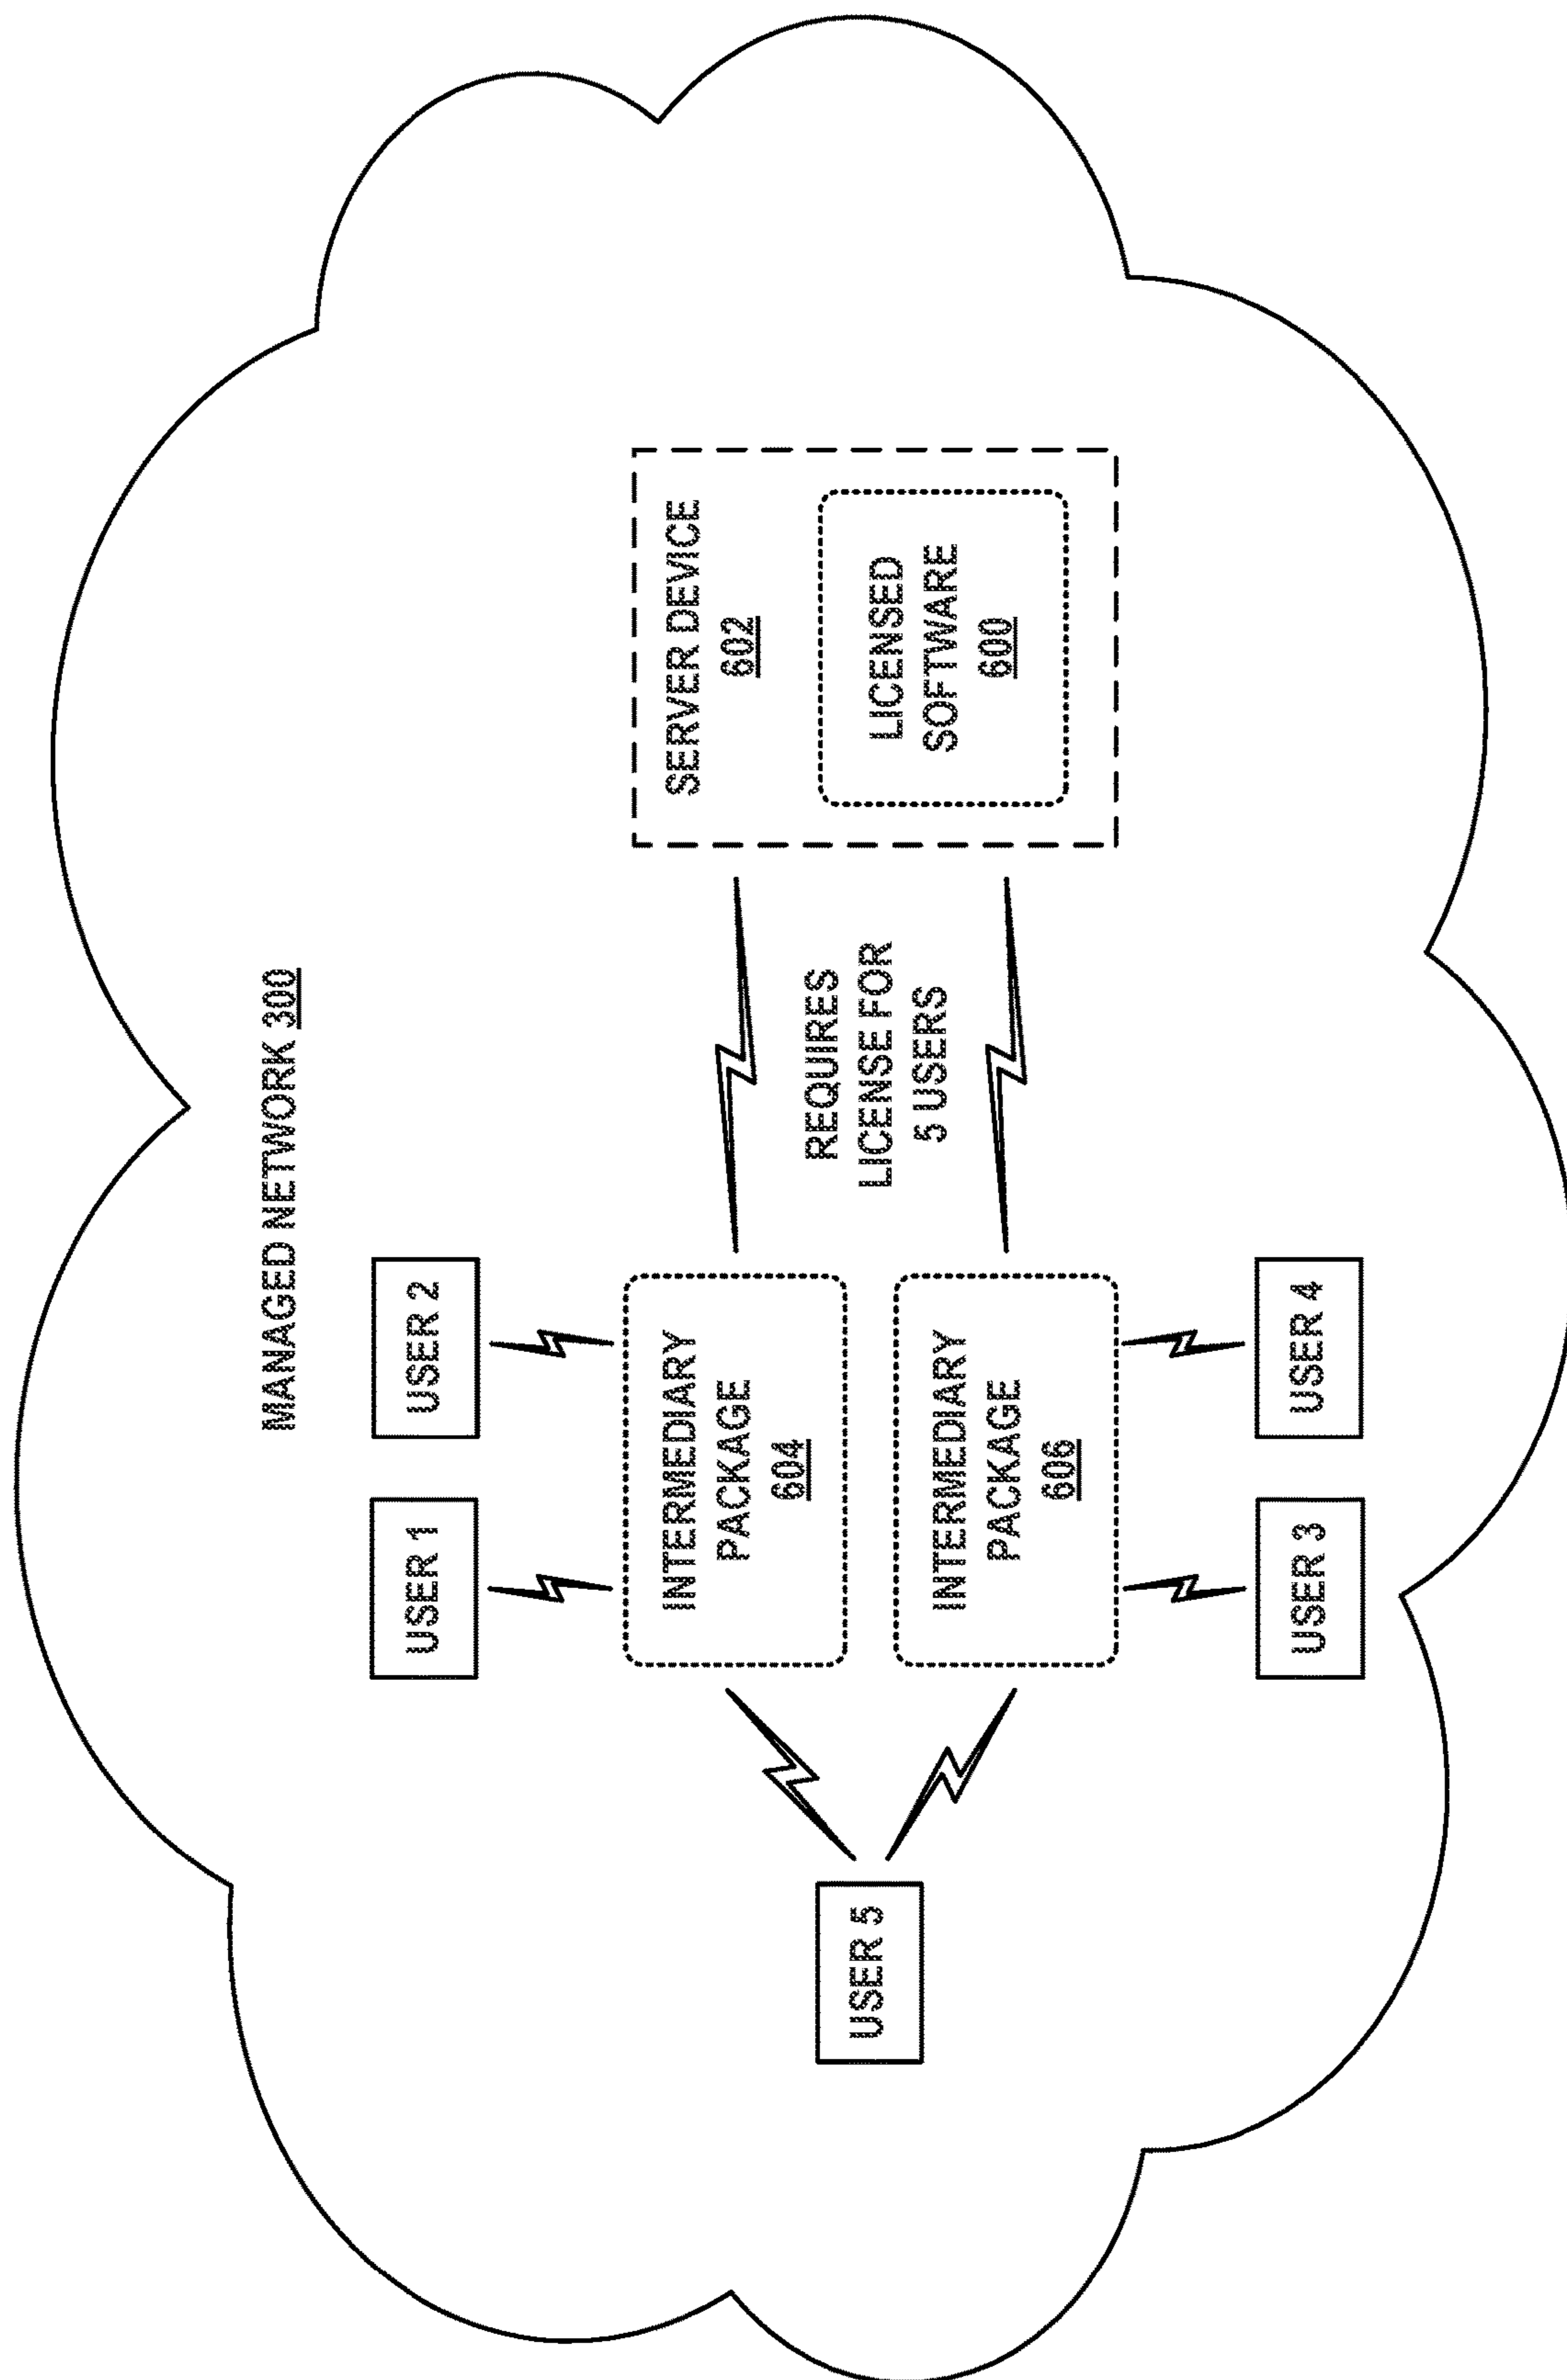 MANAGED NETWORK 300
USER 1
USER 2
INTERMEDIARY
PACKAGE
604
SERVER DEVICE
602
REQUIRES
LICENSE FOR
5 USERS
LICENSED
SOFTWARE
600
USER 5
INTERMEDIARY
PACKAGE
606
USER 3
USER 4